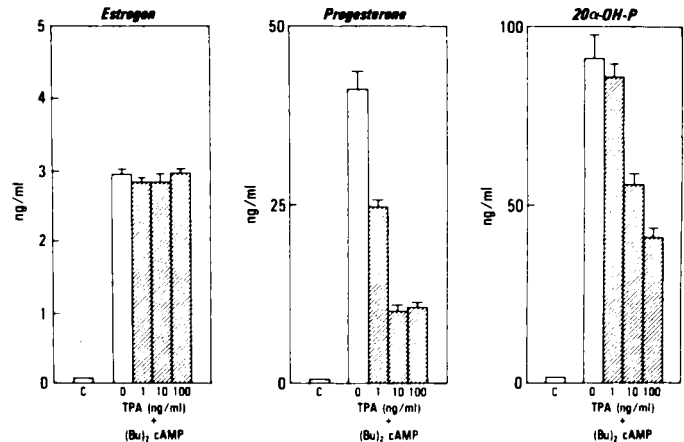 Estrogen
5
4
3
2
1
0
ng/ml
C
0 1 10 100
TPA (ng/ml)
+
(Bu)₂ cAMP
Progesterone
50
25
0
ng/ml
C
0 1 10 100
TPA (ng/ml)
+
(Bu)₂ cAMP
20α-OH-P
100
50
0
ng/ml
C
0 1 10 100
TPA (ng/ml)
+
(Bu)₂ cAMP